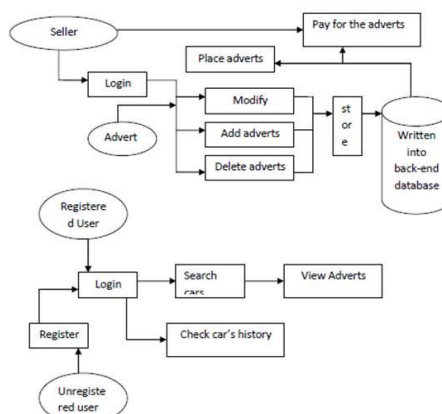 Seller
Pay for the adverts
Place adverts
Login
Modify
Advert
Add adverts
Delete adverts
st
or
e
Written
into
back-end
database
Registere
d User
Login
Search
cars
View Adverts
Register
Check car's history
Unregiste
red user